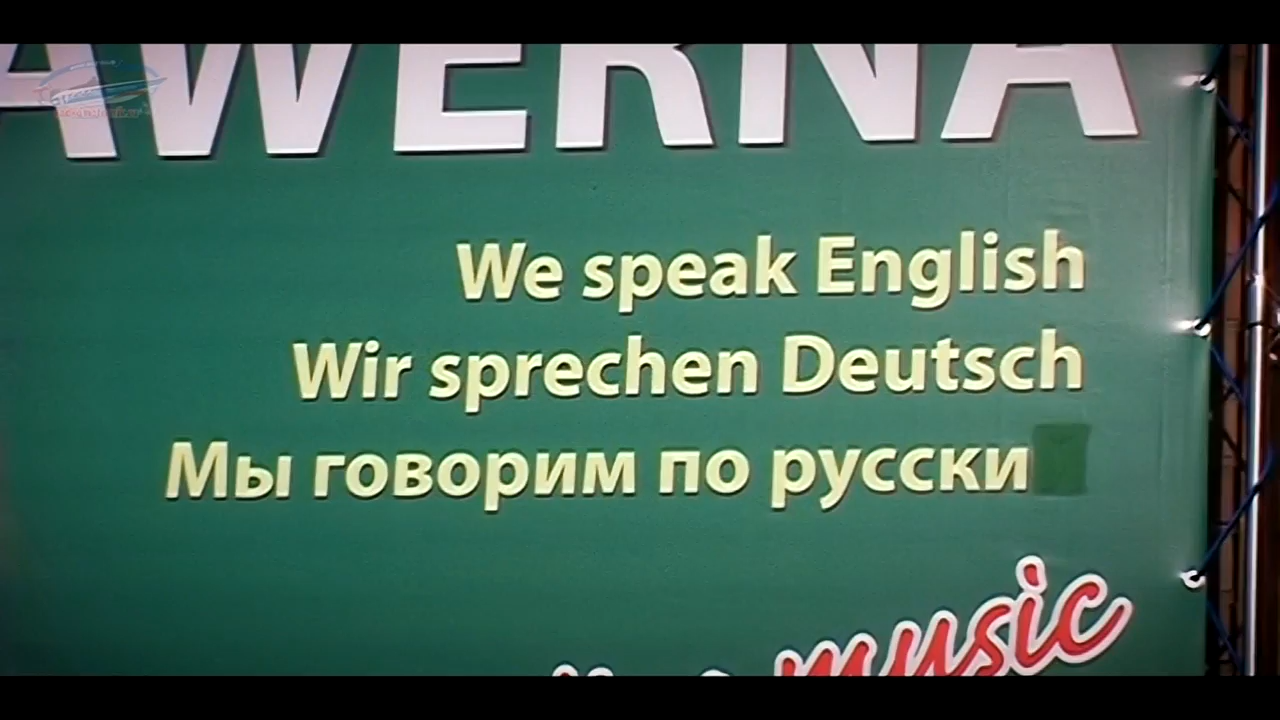 AWERNA
We speak English
Wir sprechen Deutsch
Мы говорим по русски
music